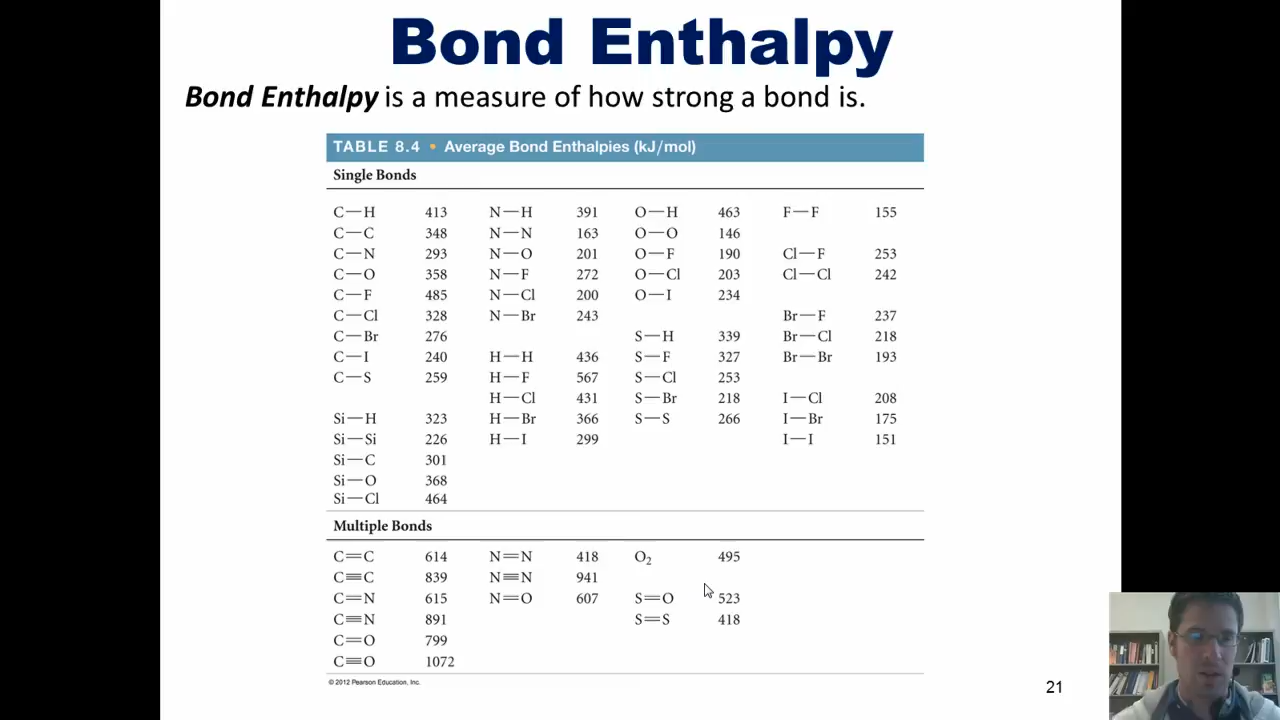 Bond Enthalpy
Bond Enthalpy is a measure of how strong a bond is.
TABLE 8.4 • Average Bond Enthalpies (kJ/mol)
Single Bonds
C—H 413 N—H 391 O—H 463 F—F 155
C—C 348 N—N 163 O—O 146
C—N 293 N—O 201 O—F 190 Cl—F 253
C—O 358 N—F 272 O—Cl 203 Cl—Cl 242
C—F 485 N—Cl 200 O—I 234
C—Cl 328 N—Br 243 Br—F 237
C—Br 276 S—H 339 Br—Cl 218
C—I 240 H—H 436 S—F 327 Br—Br 193
C—S 259 H—F 567 S—Cl 253
H—Cl 431 S—Br 218 I—Cl 208
Si—H 323 H—Br 366 S—S 266 I—Br 175
Si—Si 226 H—I 299 I—I 151
Si—C 301
Si—O 368
Si—Cl 464
Multiple Bonds
C=C 614 N=N 418 O₂ 495
C≡C 839 N≡N 941
C=N 615 N=O 607 S=O 523
C≡N 891 S=S 418
C=O 799
C≡O 1072
© 2012 Pearson Education, Inc.
21